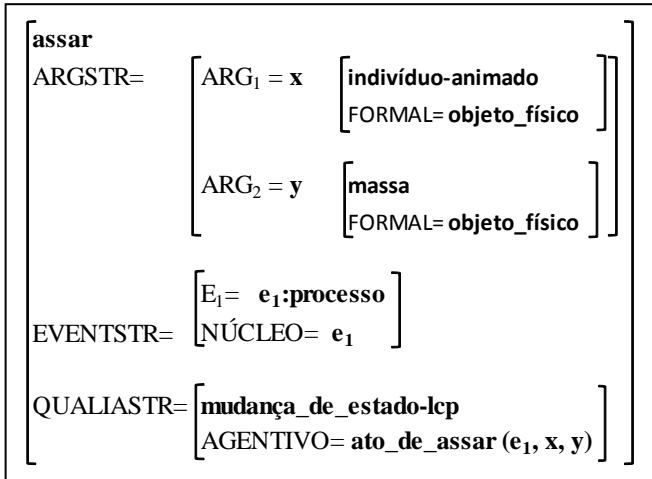 assar
ARGSTR= ARG₁ = x indivíduo-animado
FORMAL= objeto_físico
ARG₂ = y massa
FORMAL= objeto_físico
E₁= e₁:processo
EVENTSTR= NÚCLEO= e₁
QUALIASTR= mudança_de_estado-lcp
AGENTIVO= ato_de_assar (e₁, x, y)